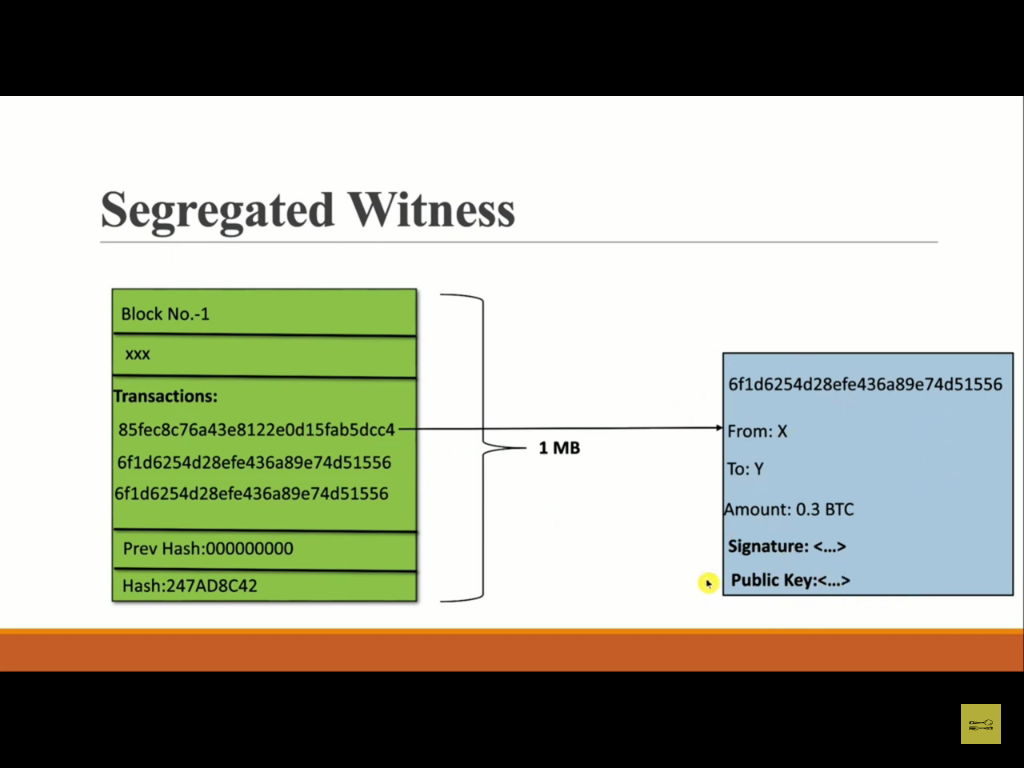 Segregated Witness
Block No.-1
xxx
Transactions:
85fec8c76a43e8122e0d15fab5dcc4
6f1d6254d28efe436a89e74d51556
6f1d6254d28efe436a89e74d51556
Prev Hash:000000000
Hash:247AD8C42
1 MB
6f1d6254d28efe436a89e74d51556
From: X
To: Y
Amount: 0.3 BTC
Signature: <...>
Public Key:<...>